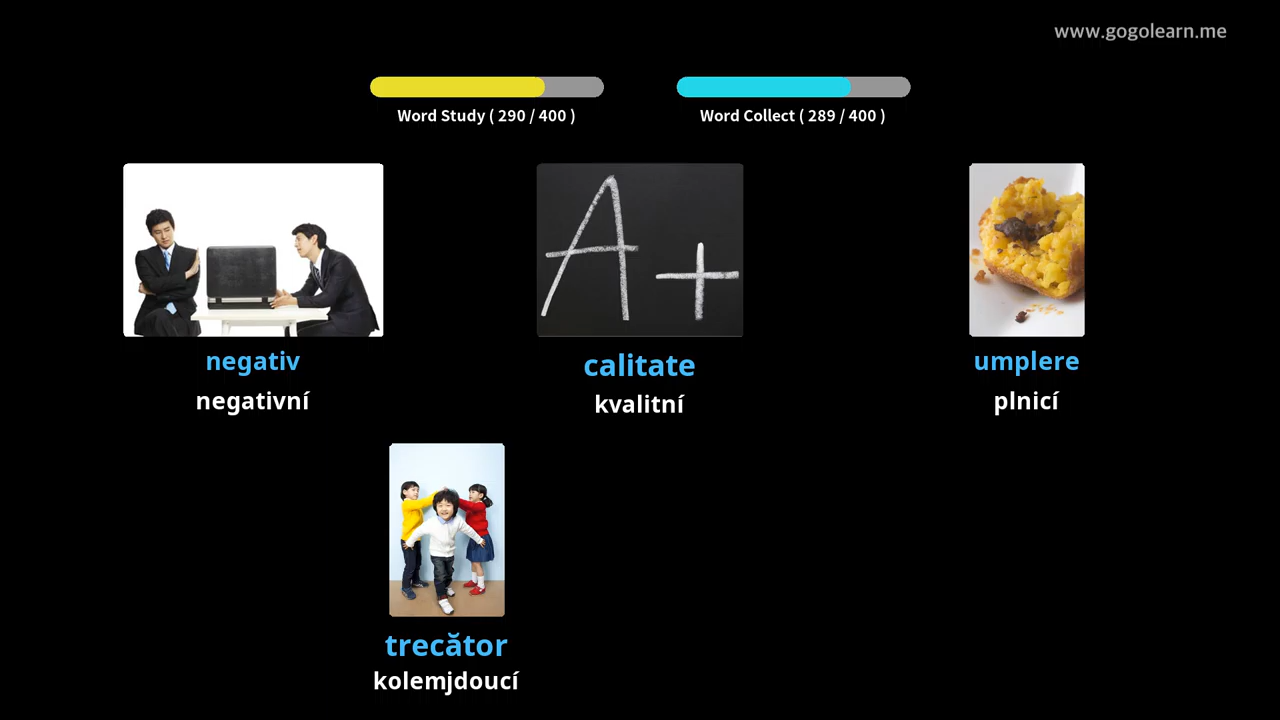 www.gogolearn.me
Word Study ( 290 / 400 )
Word Collect ( 289 / 400 )
A+
negativ
negativní
calitate
kvalitní
umplere
plnicí
trecător
kolemjdoucí